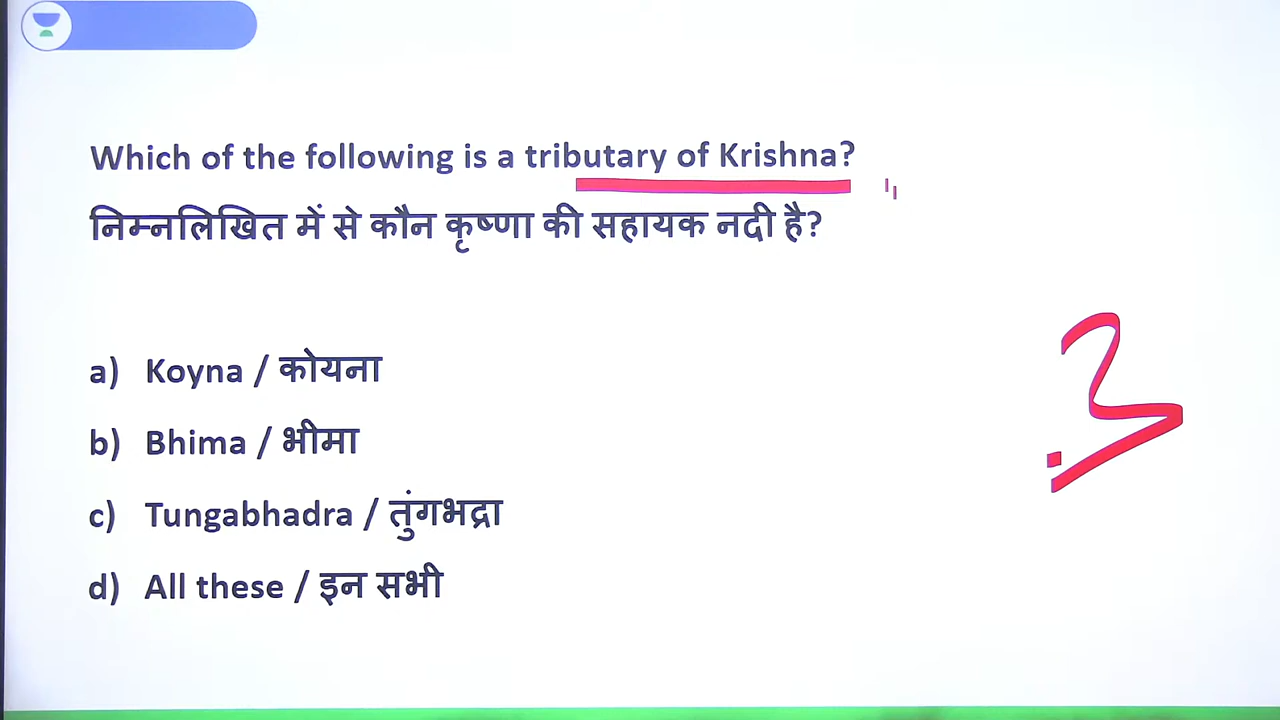 Which of the following is a tributary of Krishna?
निम्नलिखित में से कौन कृष्णा की सहायक नदी है?
a) Koyna / कोयना
b) Bhima / भीमा
c) Tungabhadra / तुंगभद्रा
d) All these / इन सभी